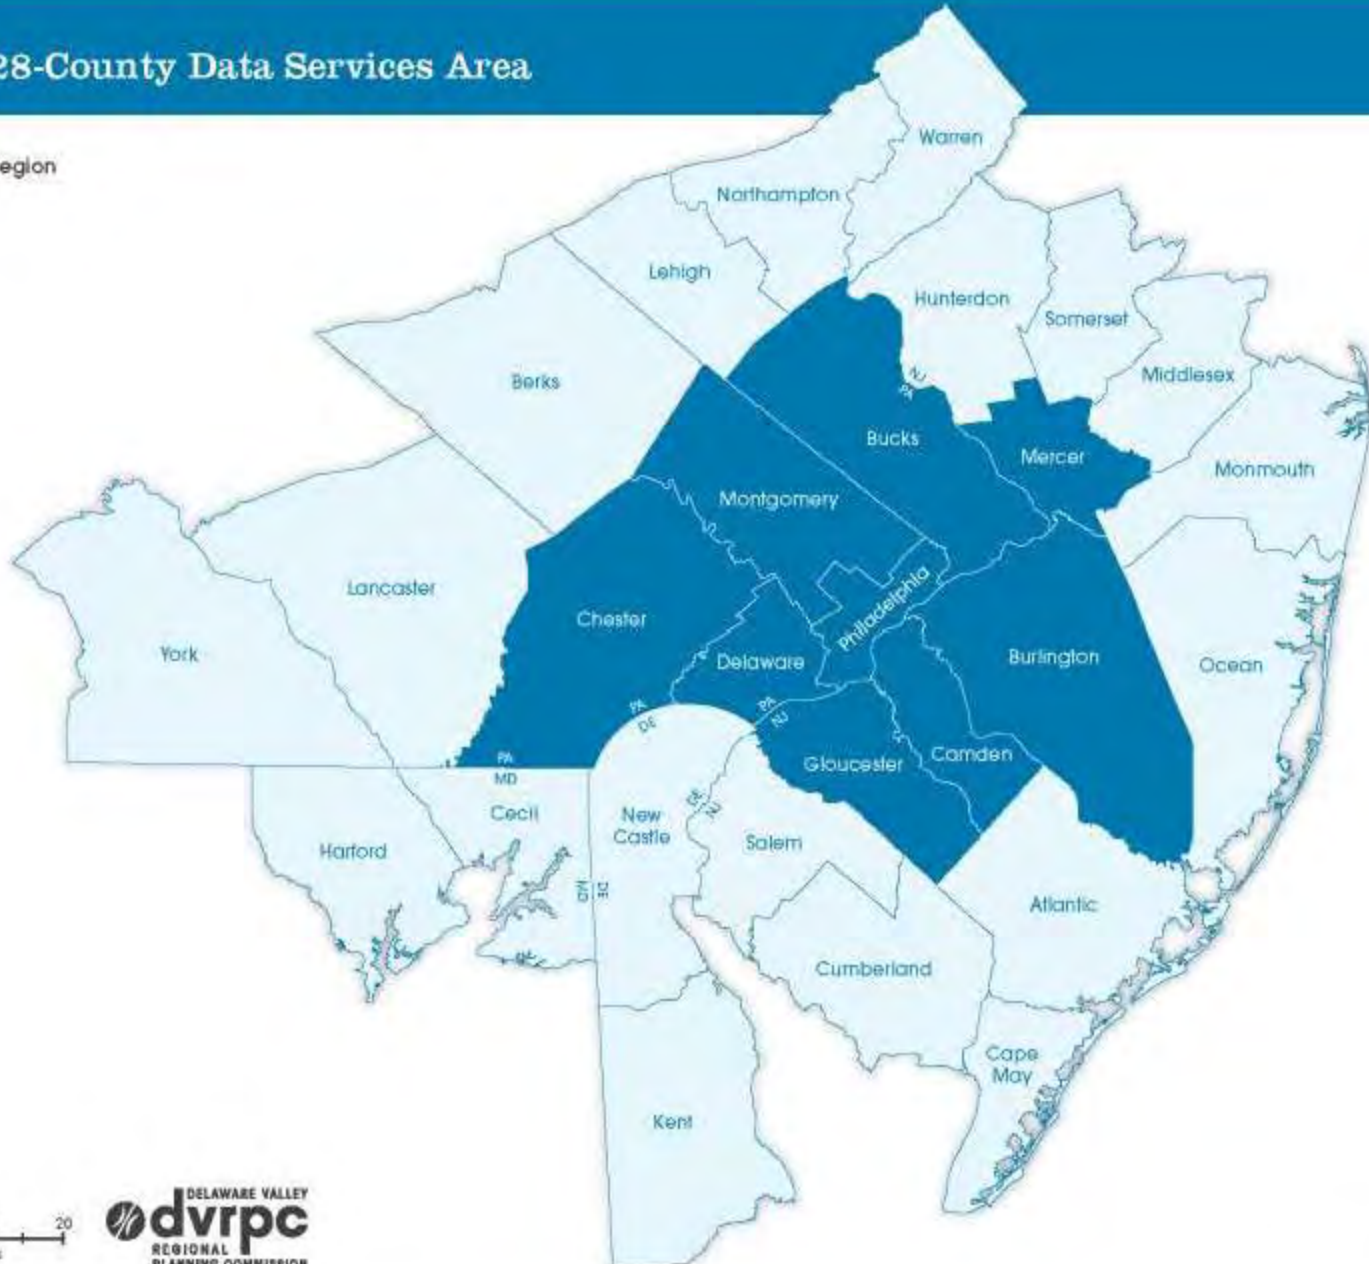 28-County Data Services Area
egion
Warren
Northampton
Lehigh
Hunterdon
Somerset
Middlesex
Berks
NJ
PA
Bucks
Mercer
Monmouth
Montgomery
Lancaster
Chester
Philadelphia
York
Delaware
Burlington
Ocean
PA
DE
PA
NJ
Gloucester
Camden
PA
MD
Cecil
New
Castle
DE
NJ
Salem
Harford
MD
DE
Atlantic
Cumberland
Cape
May
Kent
20
DELAWARE VALLEY
dvrpc
REGIONAL
PLANNING COMMISSION